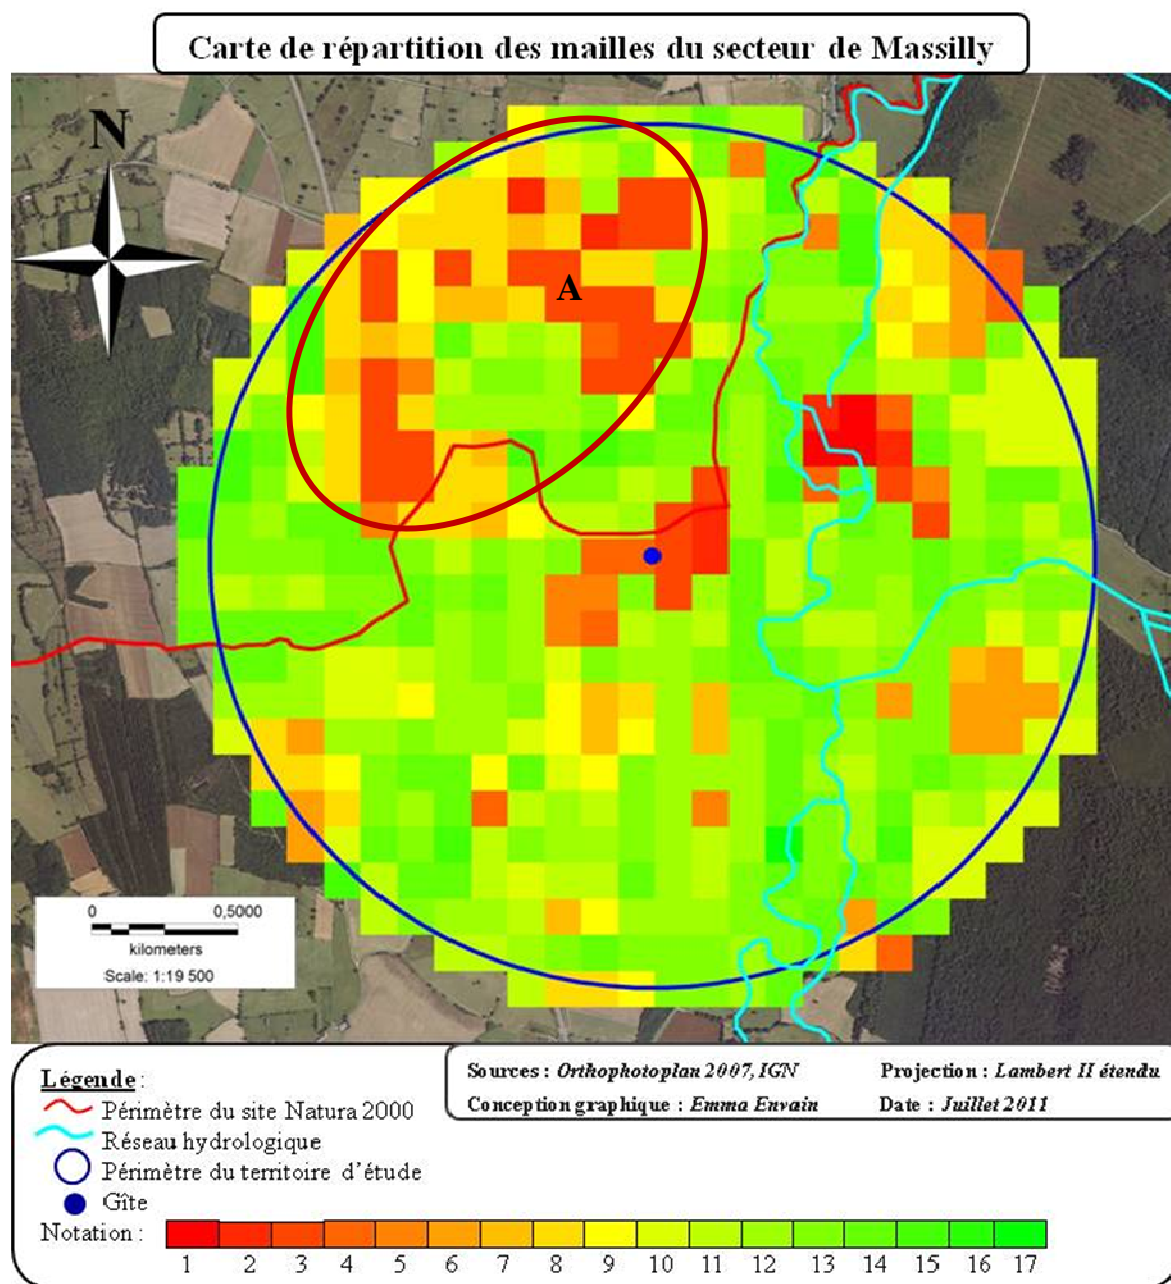 Carte de répartition des mailles du secteur de Massilly
N
A
0 0,5000
kilometers
Scale: 1:19 500
Légende :
Périmètre du site Natura 2000
Réseau hydrologique
Périmètre du territoire d'étude
Gîte
Notation :
1 2 3 4 5 6 7 8 9 10 11 12 13 14 15 16 17
Sources : Orthophotoplan 2007, IGN Projection : Lambert II étendu
Conception graphique : Emma Envain Date : Juillet 2011